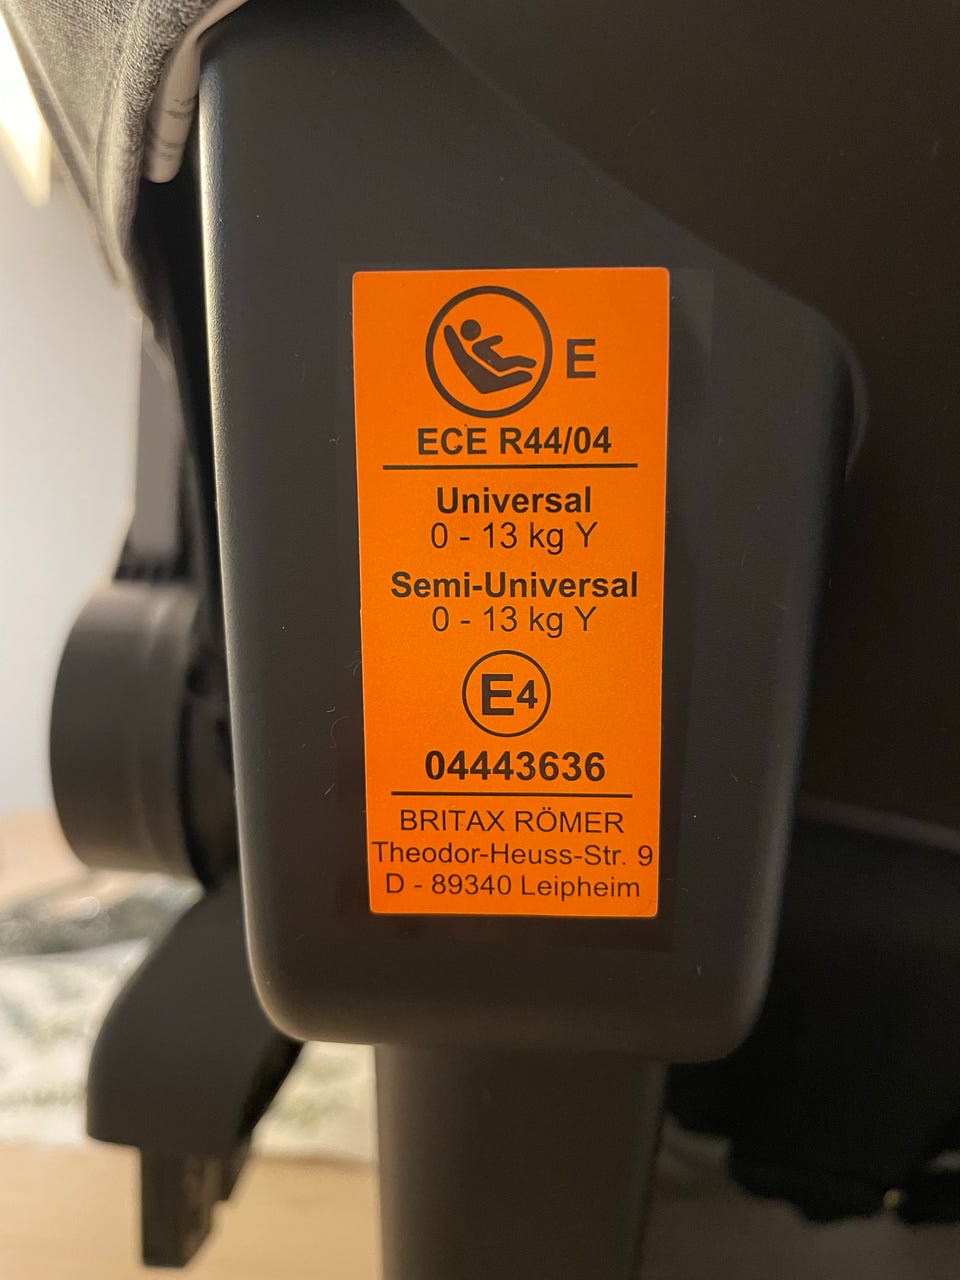 E
ECE R44/04
Universal
0 - 13 kg Y
Semi-Universal
0 - 13 kg Y
E4
04443636
BRITAX RÖMER
Theodor-Heuss-Str. 9
D - 89340 Leipheim